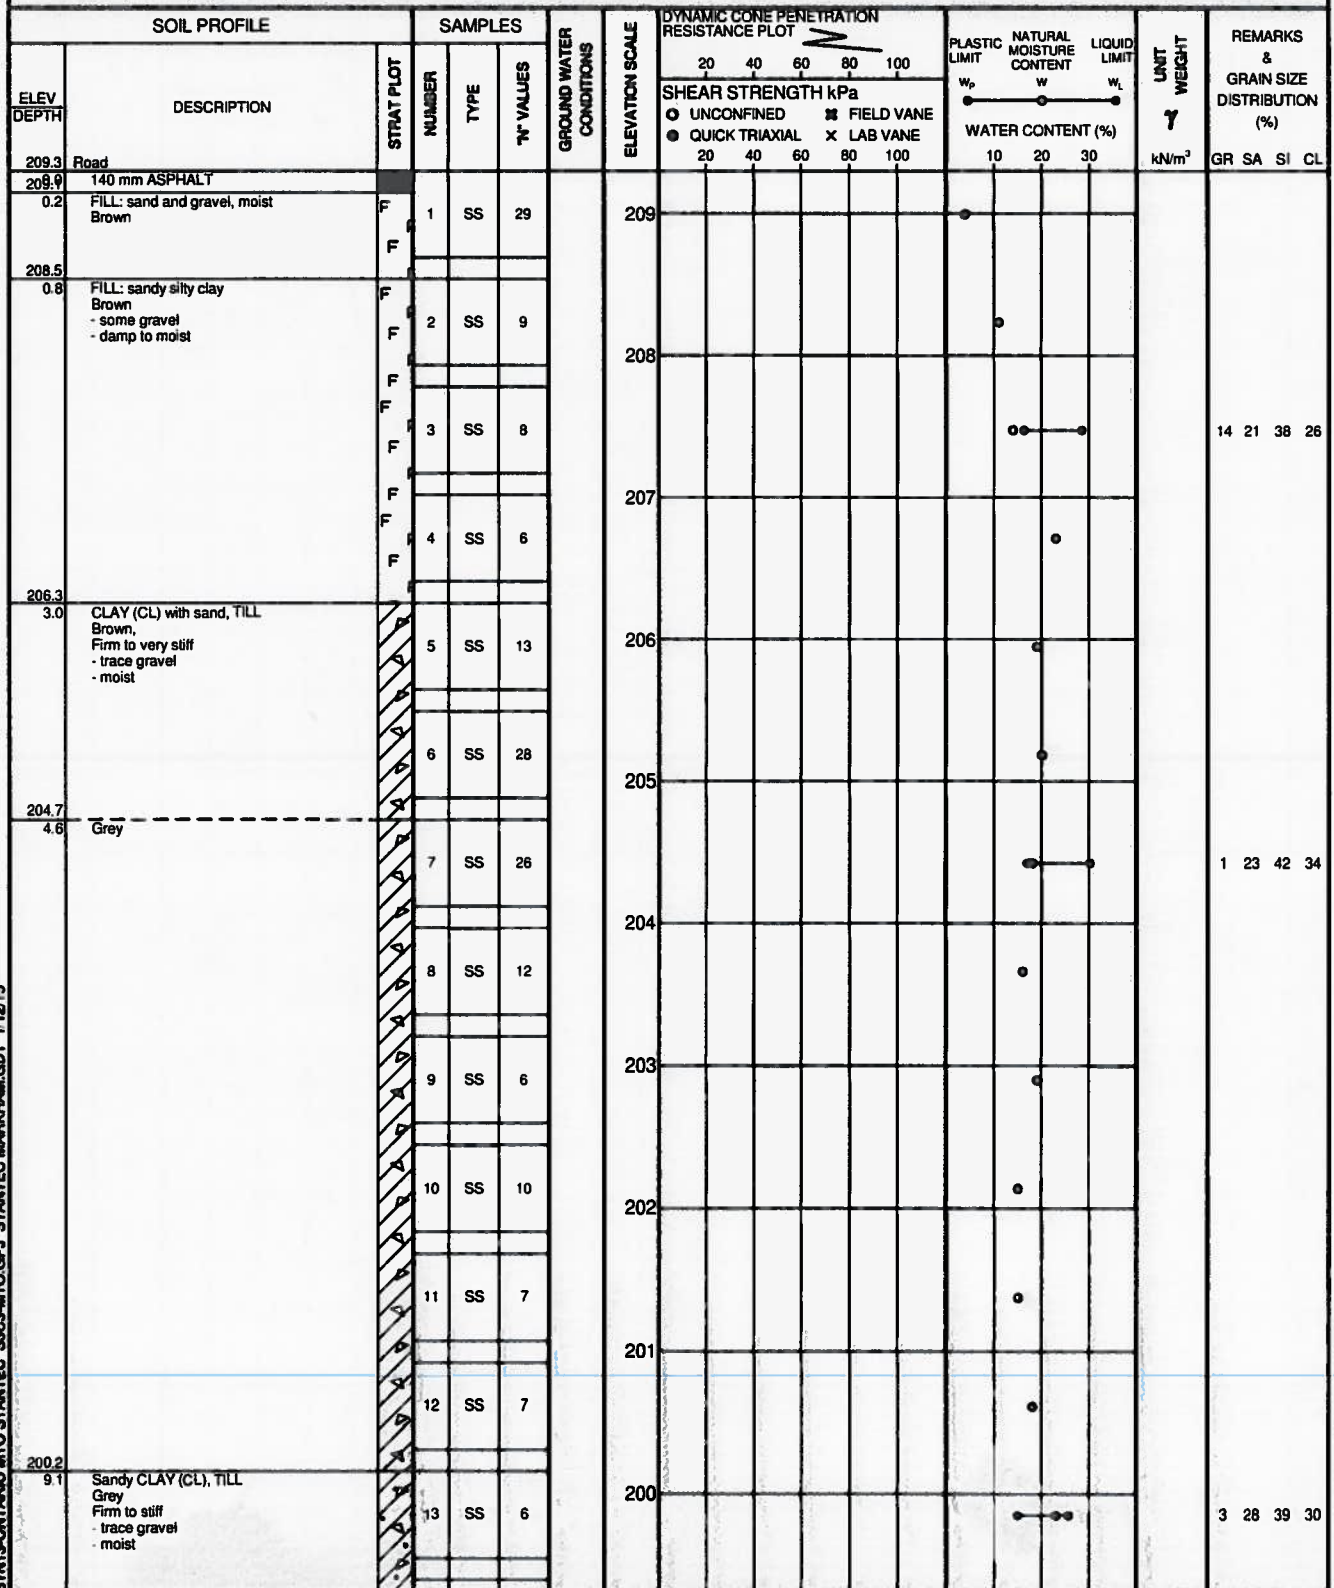 SOIL PROFILE
SAMPLES
GROUND WATER
CONDITIONS
ELEVATION SCALE
DYNAMIC CONE PENETRATION
RESISTANCE PLOT
20 40 60 80 100
SHEAR STRENGTH kPa
UNCONFINED
FIELD VANE
QUICK TRIAXIAL
LAB VANE
20 40 60 80 100
PLASTIC
LIMIT
NATURAL
MOISTURE
CONTENT
LIQUID
LIMIT
WP W WL
WATER CONTENT (%)
10 20 30
UNIT
WEIGHT
γ
kN/m³
REMARKS
&
GRAIN SIZE
DISTRIBUTION
(%)
GR SA SI CL
ELEV
DEPTH
DESCRIPTION
STRAT PLOT
NUMBER
TYPE
"N" VALUES
209.3 Road
0.0 140 mm ASPHALT
209.1
0.2 FILL: sand and gravel, moist
Brown
1 SS 29
209
208.5
0.8 FILL: sandy silty clay
Brown
- some gravel
- damp to moist
2 SS 9
208
3 SS 8
14 21 38 26
207
4 SS 6
206.3
3.0 CLAY (CL) with sand, TILL
Brown,
Firm to very stiff
- trace gravel
- moist
5 SS 13
206
6 SS 28
205
204.7
4.6 Grey
7 SS 26
1 23 42 34
204
8 SS 12
203
9 SS 6
10 SS 10
202
11 SS 7
201
12 SS 7
200.2
9.1 Sandy CLAY (CL), TILL
Grey
Firm to stiff
- trace gravel
- moist
200
13 SS 6
3 28 39 30